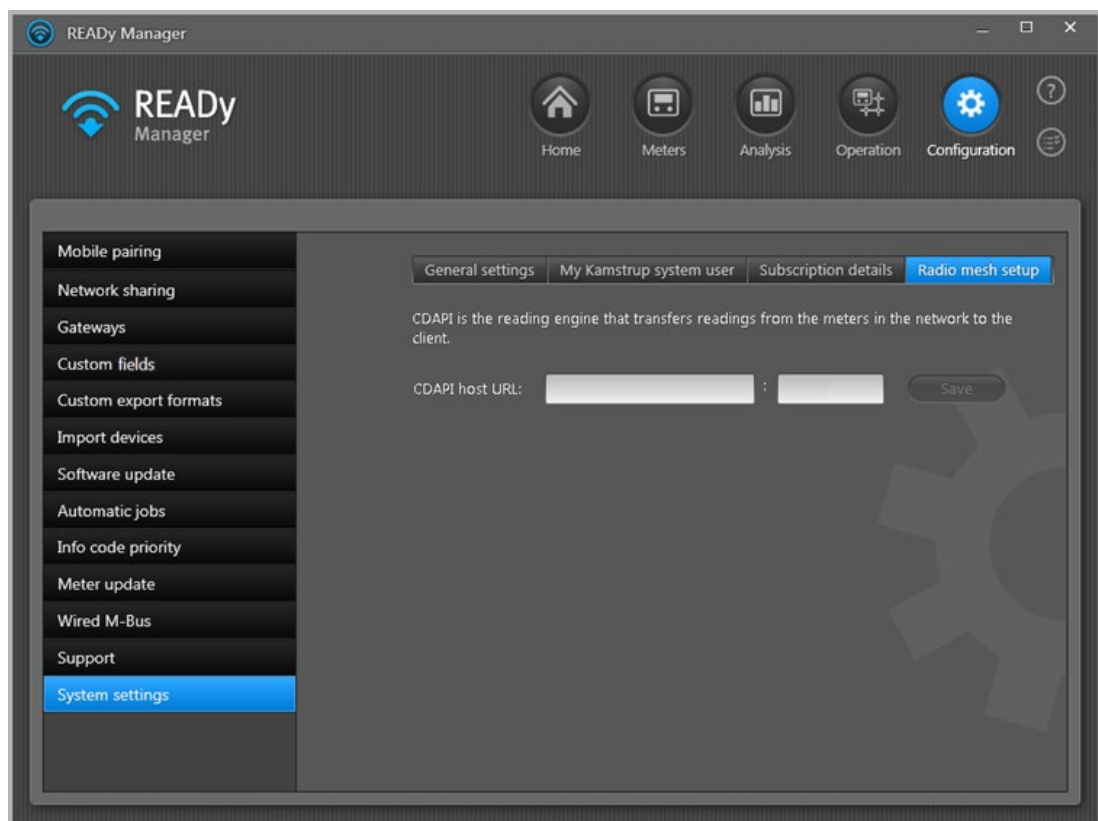 READy Manager
READy
Manager
Home
Meters
Analysis
Operation
Configuration
?
Mobile pairing
Network sharing
Gateways
Custom fields
Custom export formats
Import devices
Software update
Automatic jobs
Info code priority
Meter update
Wired M-Bus
Support
System settings
General settings
My Kamstrup system user
Subscription details
Radio mesh setup
CDAPI is the reading engine that transfers readings from the meters in the network to the
client.
CDAPI host URL:
:
Save